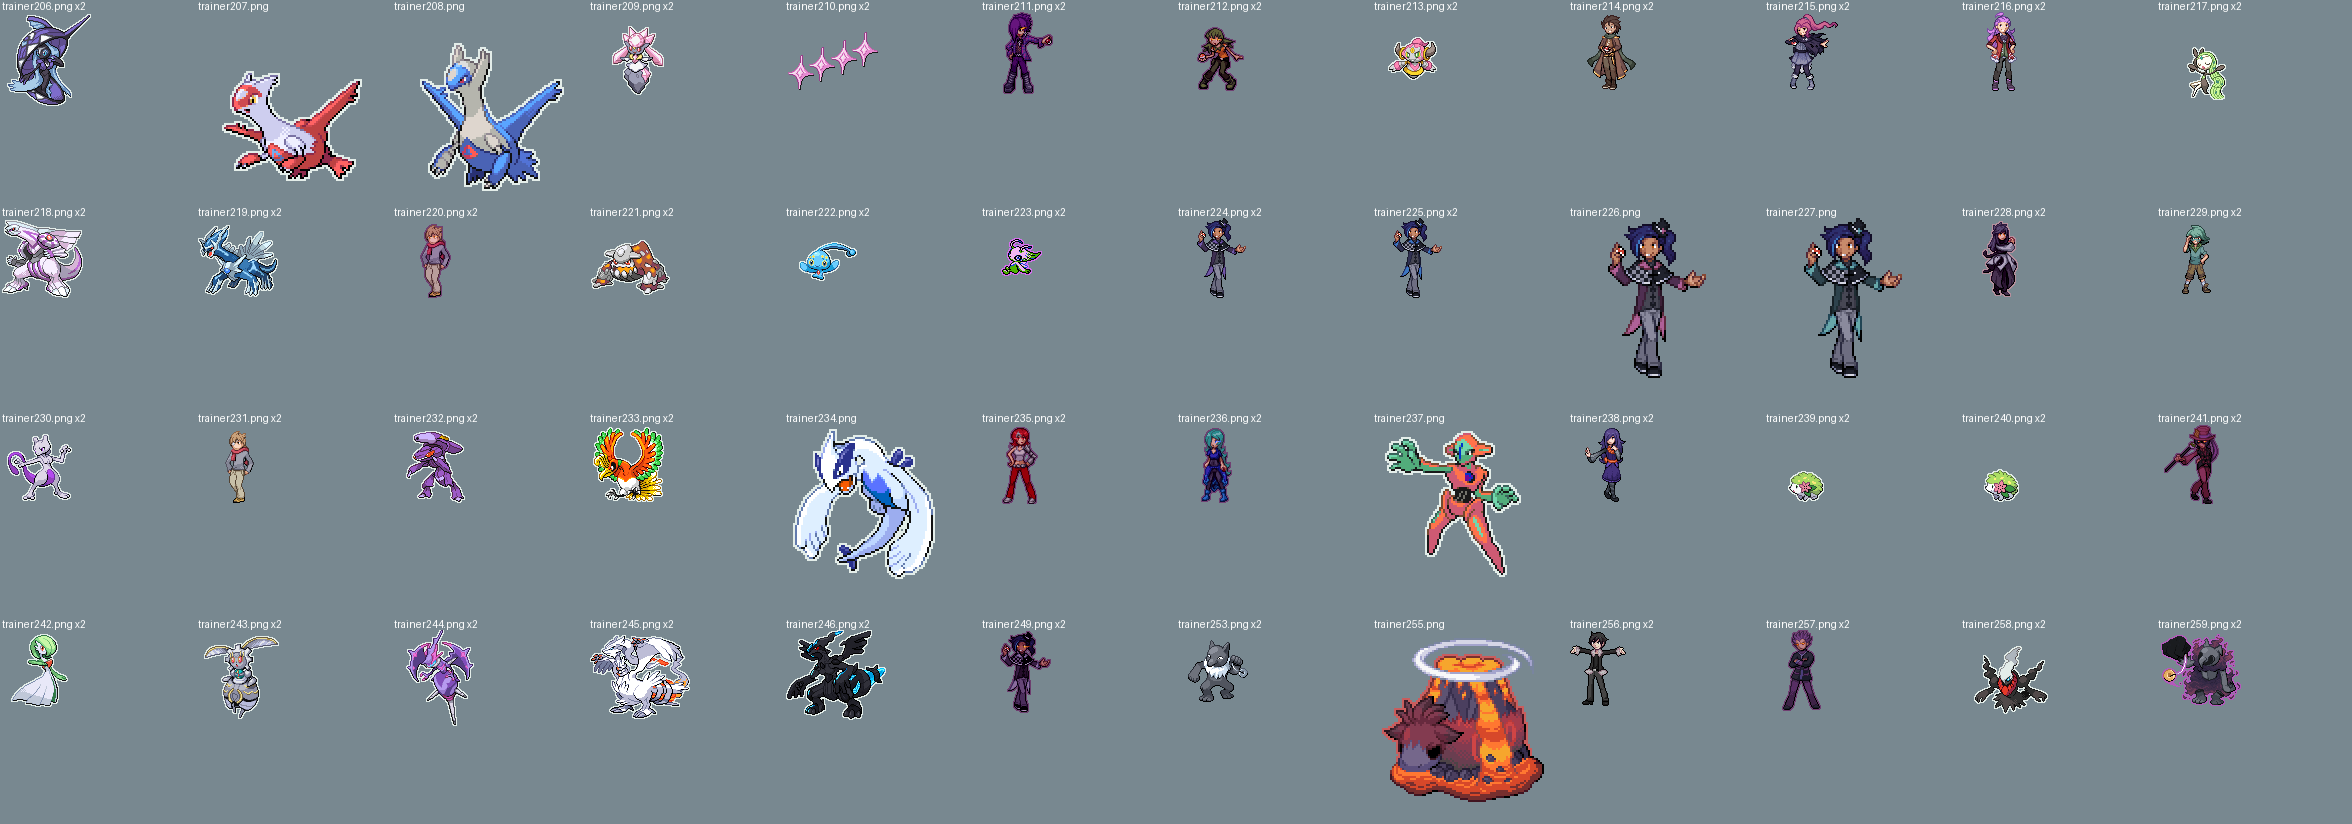 trainer206.png x2
trainer207.png
trainer208.png
trainer209.png x2
trainer210.png x2
trainer211.png x2
trainer212.png x2
trainer213.png x2
trainer214.png x2
trainer215.png x2
trainer216.png x2
trainer217.png x2
trainer218.png x2
trainer219.png x2
trainer220.png x2
trainer221.png x2
trainer222.png x2
trainer223.png x2
trainer224.png x2
trainer225.png x2
trainer226.png
trainer227.png
trainer228.png x2
trainer229.png x2
trainer230.png x2
trainer231.png x2
trainer232.png x2
trainer233.png x2
trainer234.png
trainer235.png x2
trainer236.png x2
trainer237.png
trainer238.png x2
trainer239.png x2
trainer240.png x2
trainer241.png x2
trainer242.png x2
trainer243.png x2
trainer244.png x2
trainer245.png x2
trainer246.png x2
trainer249.png x2
trainer253.png x2
trainer255.png
trainer256.png x2
trainer257.png x2
trainer258.png x2
trainer259.png x2